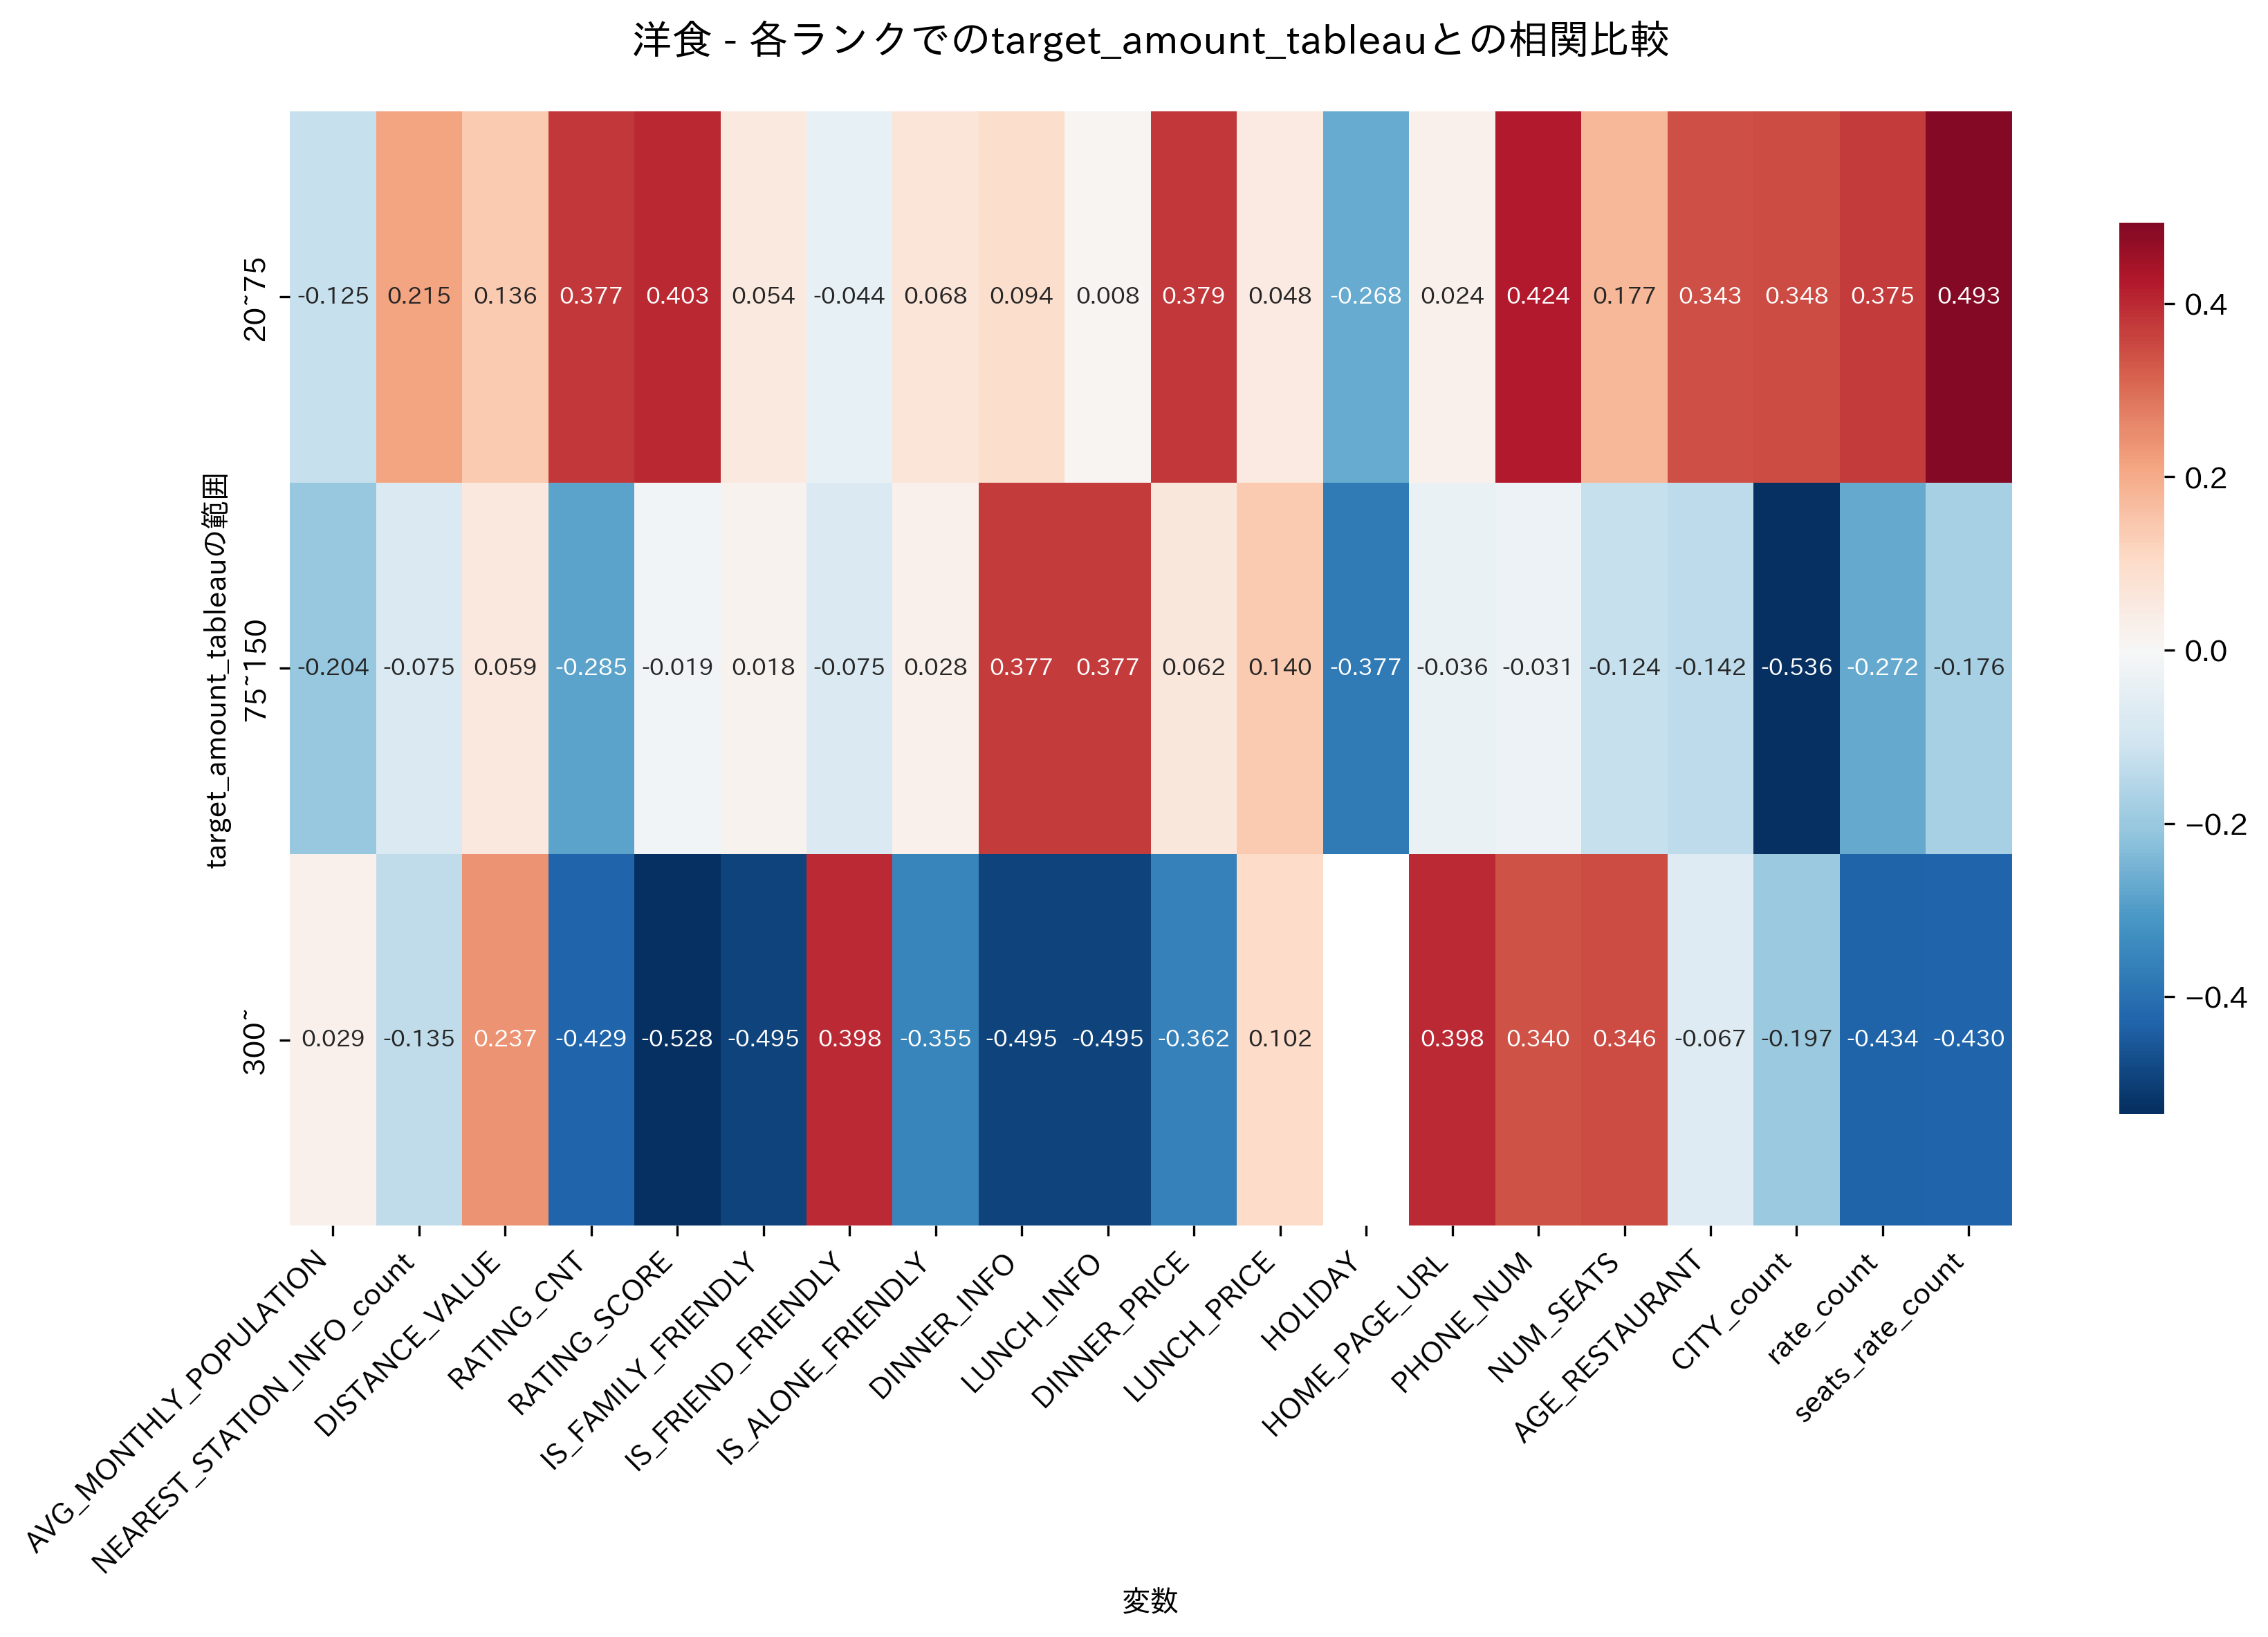 洋食 - 各ランクでのtarget_amount_tableauとの相関比較
target_amount_tableauの範囲
20~75
-0.125 0.215 0.136 0.377 0.403 0.054 -0.044 0.068 0.094 0.008 0.379 0.048 -0.268 0.024 0.424 0.177 0.343 0.348 0.375 0.493
75~150
-0.204 -0.075 0.059 -0.285 -0.019 0.018 -0.075 0.028 0.377 0.377 0.062 0.140 -0.377 -0.036 -0.031 -0.124 -0.142 -0.536 -0.272 -0.176
300~
0.029 -0.135 0.237 -0.429 -0.528 -0.495 0.398 -0.355 -0.495 -0.495 -0.362 0.102 0.398 0.340 0.346 -0.067 -0.197 -0.434 -0.430
AVG_MONTHLY_POPULATION
NEAREST_STATION_INFO_count
DISTANCE_VALUE
RATING_CNT
RATING_SCORE
IS_FAMILY_FRIENDLY
IS_FRIEND_FRIENDLY
IS_ALONE_FRIENDLY
DINNER_INFO
LUNCH_INFO
DINNER_PRICE
LUNCH_PRICE
HOLIDAY
HOME_PAGE_URL
PHONE_NUM
NUM_SEATS
AGE_RESTAURANT
CITY_count
rate_count
seats_rate_count
変数
0.4
0.2
0.0
−0.2
−0.4